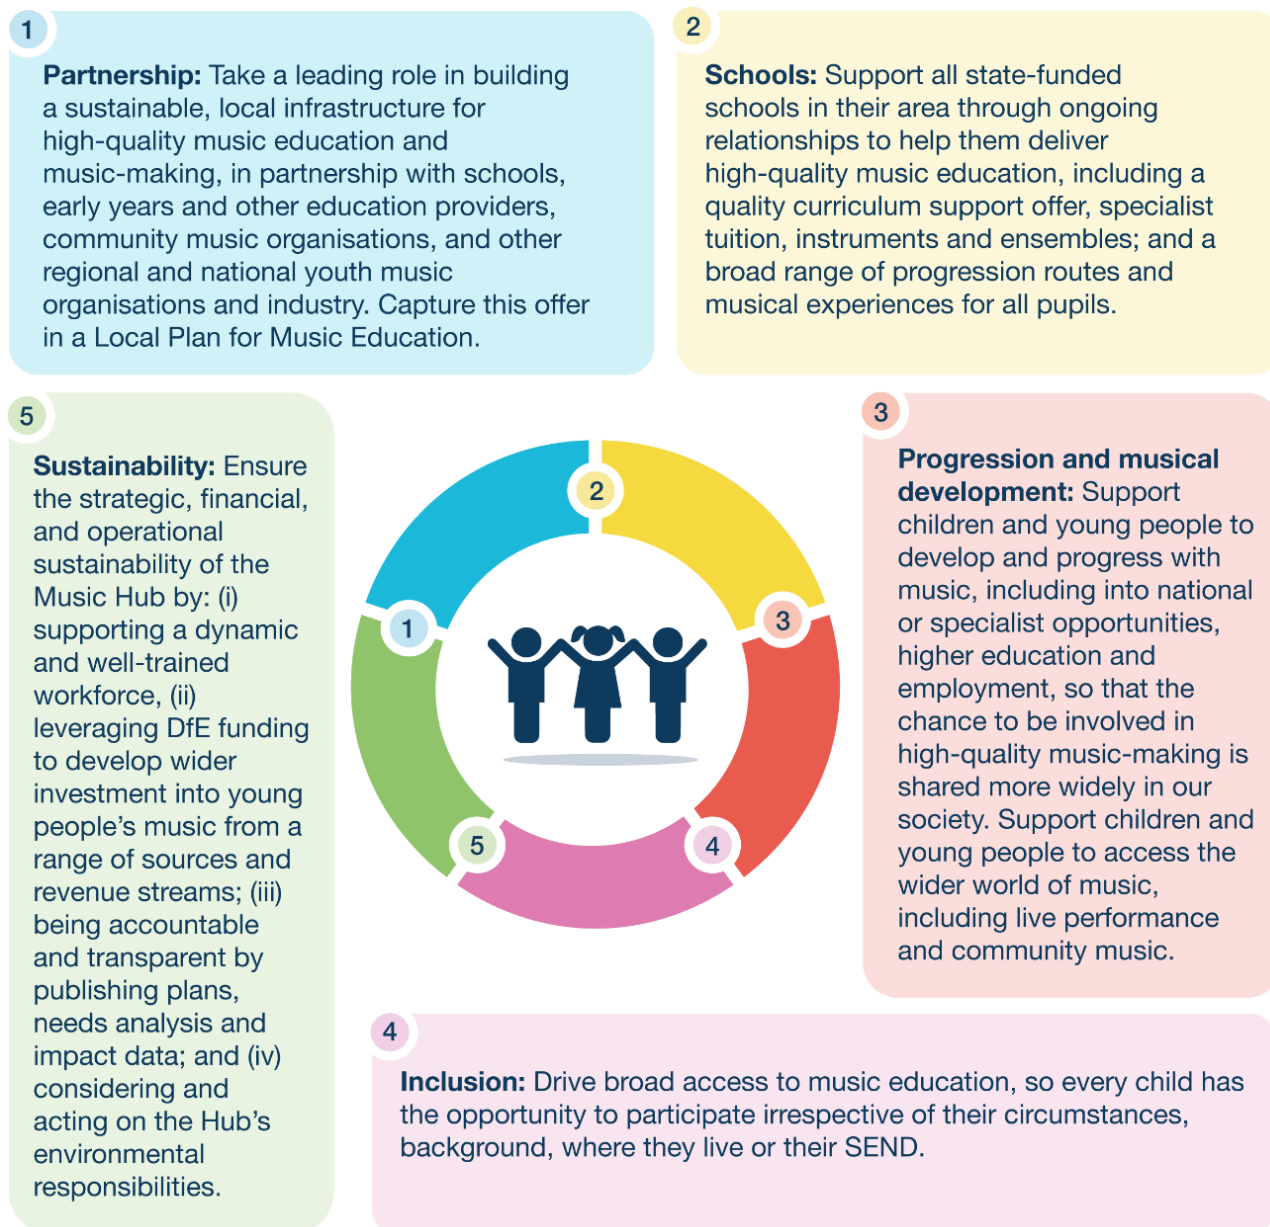 1
Partnership: Take a leading role in building
a sustainable, local infrastructure for
high-quality music education and
music-making, in partnership with schools,
early years and other education providers,
community music organisations, and other
regional and national youth music
organisations and industry. Capture this offer
in a Local Plan for Music Education.
2
Schools: Support all state-funded
schools in their area through ongoing
relationships to help them deliver
high-quality music education, including a
quality curriculum support offer, specialist
tuition, instruments and ensembles; and a
broad range of progression routes and
musical experiences for all pupils.
3
Progression and musical
development: Support
children and young people to
develop and progress with
music, including into national
or specialist opportunities,
higher education and
employment, so that the
chance to be involved in
high-quality music-making is
shared more widely in our
society. Support children and
young people to access the
wider world of music,
including live performance
and community music.
4
Inclusion: Drive broad access to music education, so every child has
the opportunity to participate irrespective of their circumstances,
background, where they live or their SEND.
5
Sustainability: Ensure
the strategic, financial,
and operational
sustainability of the
Music Hub by: (i)
supporting a dynamic
and well-trained
workforce, (ii)
leveraging DfE funding
to develop wider
investment into young
people’s music from a
range of sources and
revenue streams; (iii)
being accountable
and transparent by
publishing plans,
needs analysis and
impact data; and (iv)
considering and
acting on the Hub’s
environmental
responsibilities.
1
2
3
4
5